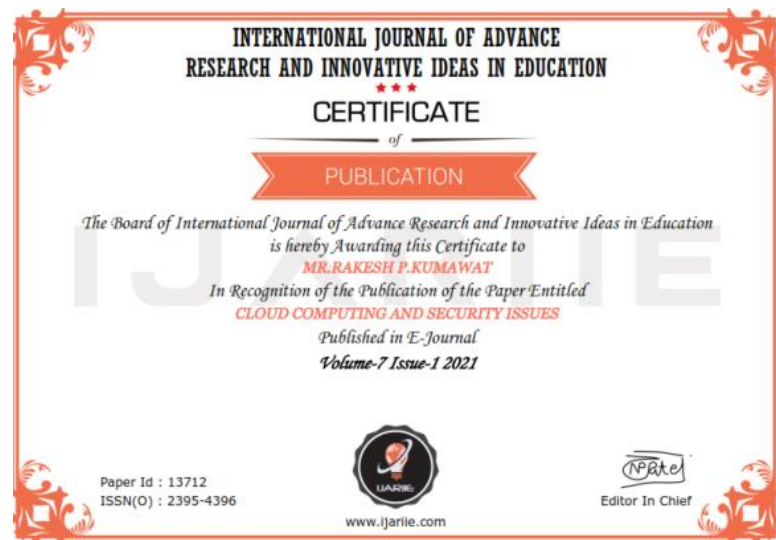 INTERNATIONAL JOURNAL OF ADVANCE
RESEARCH AND INNOVATIVE IDEAS IN EDUCATION
CERTIFICATE
of
PUBLICATION
The Board of International Journal of Advance Research and Innovative Ideas in Education
is hereby Awarding this Certificate to
MR.RAKESH P.KUMAWAT
In Recognition of the Publication of the Paper Entitled
CLOUD COMPUTING AND SECURITY ISSUES
Published in E-Journal
Volume-7 Issue-1 2021
IJARIIE
Paper Id : 13712
ISSN(O) : 2395-4396
IJARIIE
www.ijariie.com
NPatel
Editor In Chief